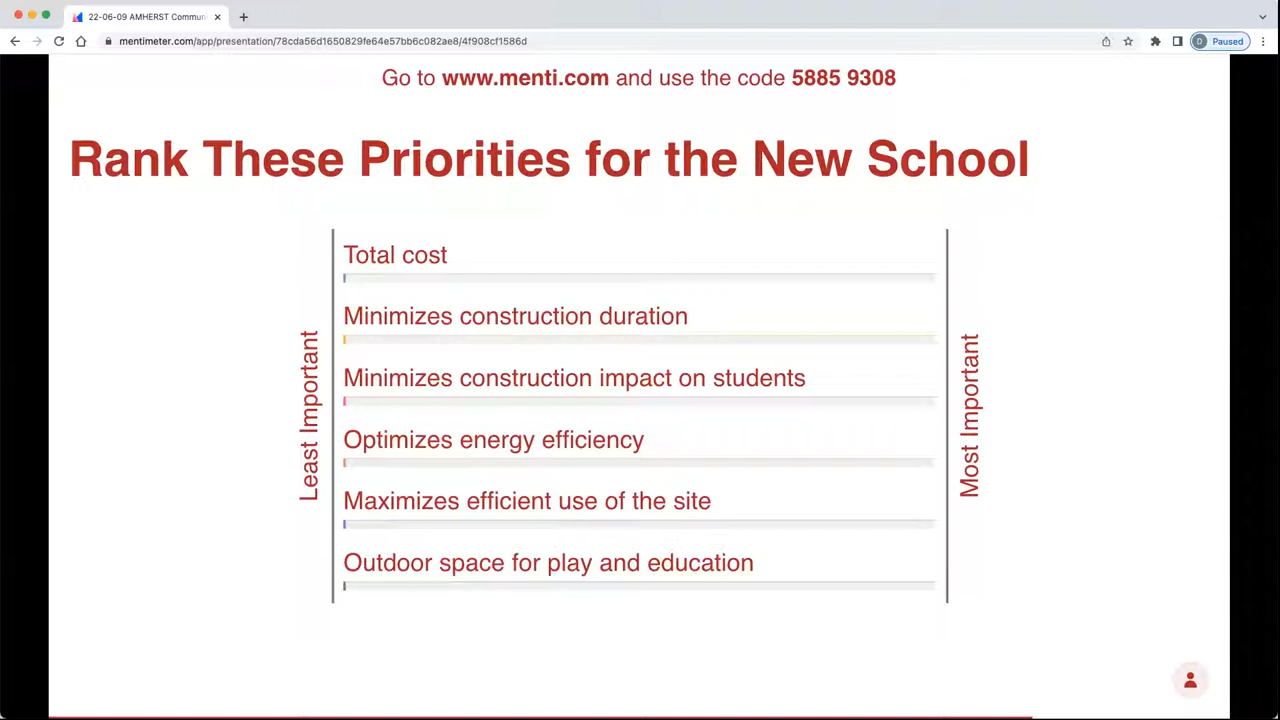 22-06-09 AMHERST Commun
mentimeter.com/app/presentation/78cda56d1650829fe64e57bb6c082ae8/4f908cf1586d
D Paused
Go to www.menti.com and use the code 5885 9308
Rank These Priorities for the New School
Total cost
Minimizes construction duration
Minimizes construction impact on students
Optimizes energy efficiency
Maximizes efficient use of the site
Outdoor space for play and education
Least Important
Most Important